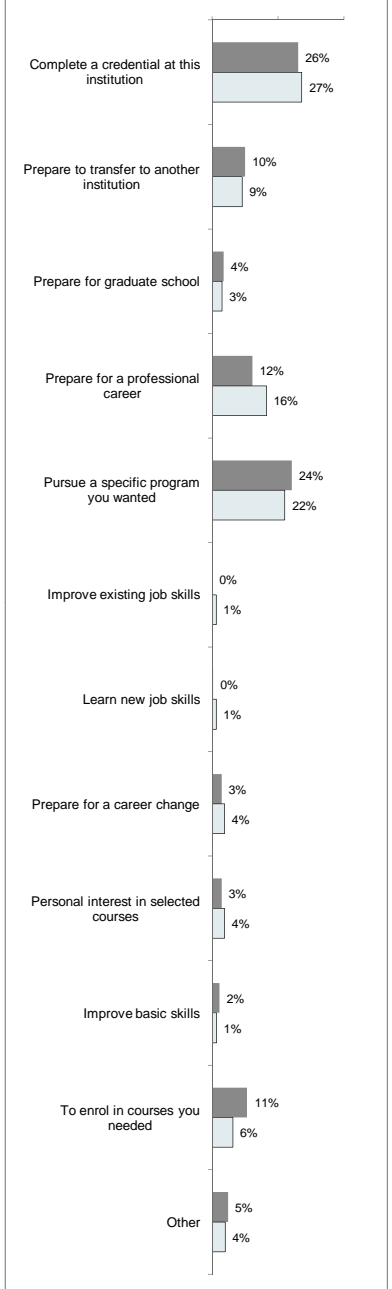 Complete a credential at this
institution
26%
27%
Prepare to transfer to another
institution
10%
9%
Prepare for graduate school
4%
3%
Prepare for a professional
career
12%
16%
Pursue a specific program
you wanted
24%
22%
Improve existing job skills
0%
1%
Learn new job skills
0%
1%
Prepare for a career change
3%
4%
Personal interest in selected
courses
3%
4%
Improve basic skills
2%
1%
To enrol in courses you
needed
11%
6%
Other
5%
4%